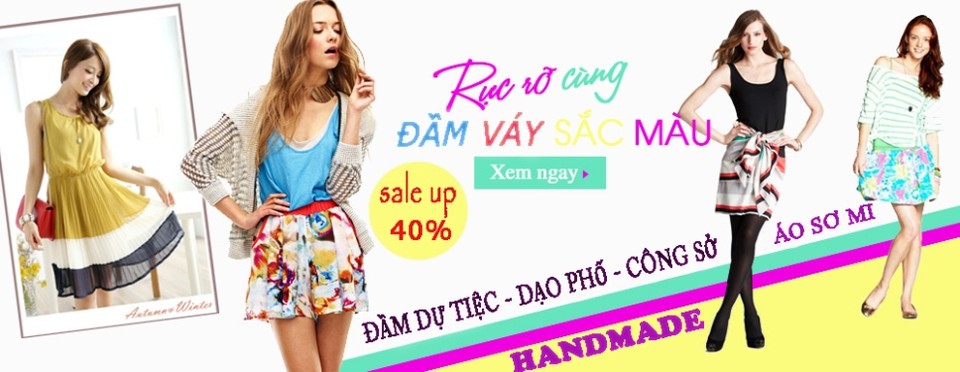 Rực rỡ cùng
ĐẦM VÁY SẮC MÀU
Xem ngay
sale up
40%
ÁO SƠ MI
ĐẦM DỰ TIỆC - DẠO PHỐ - CÔNG SỞ
HANDMADE
Autumn+Winter